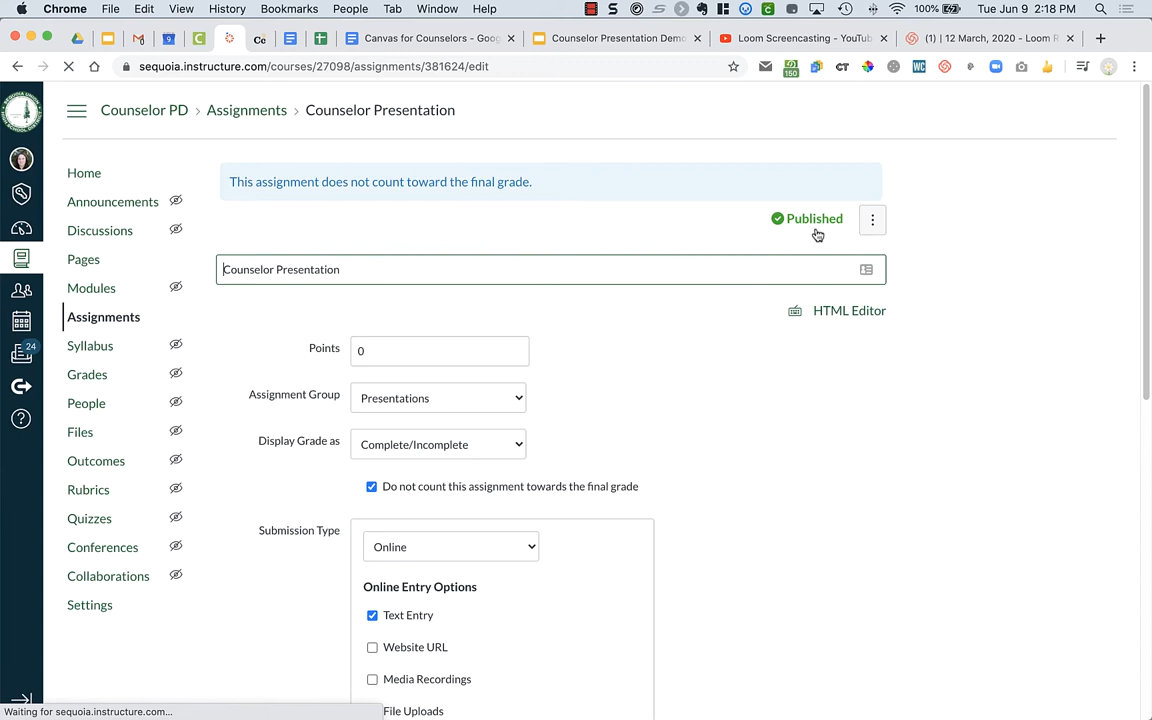 Chrome File Edit View History Bookmarks People Tab Window Help 100% Tue Jun 9 2:18 PM
Canvas for Counselors - Goog Counselor Presentation Demo Loom Screencasting - YouTub (1) | 12 March, 2020 - Loom R
sequoia.instructure.com/courses/27098/assignments/381624/edit
Counselor PD > Assignments > Counselor Presentation
Home
Announcements
Discussions
Pages
Modules
Assignments
Syllabus
24
Grades
People
Files
Outcomes
Rubrics
Quizzes
Conferences
Collaborations
Settings
This assignment does not count toward the final grade.
Published
Counselor Presentation
HTML Editor
Points 0
Assignment Group Presentations
Display Grade as Complete/Incomplete
Do not count this assignment towards the final grade
Submission Type Online
Online Entry Options
Text Entry
Website URL
Media Recordings
File Uploads
Waiting for sequoia.instructure.com...